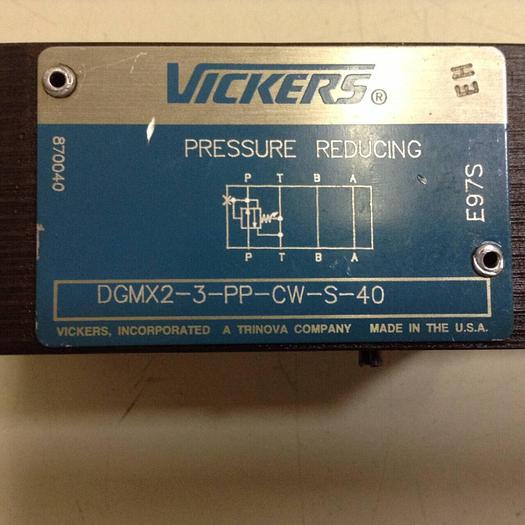 VICKERS®
EH
870040
PRESSURE REDUCING
E97S
P T B A
P T B A
DGMX2-3-PP-CW-S-40
VICKERS, INCORPORATED A TRINOVA COMPANY MADE IN THE U.S.A.